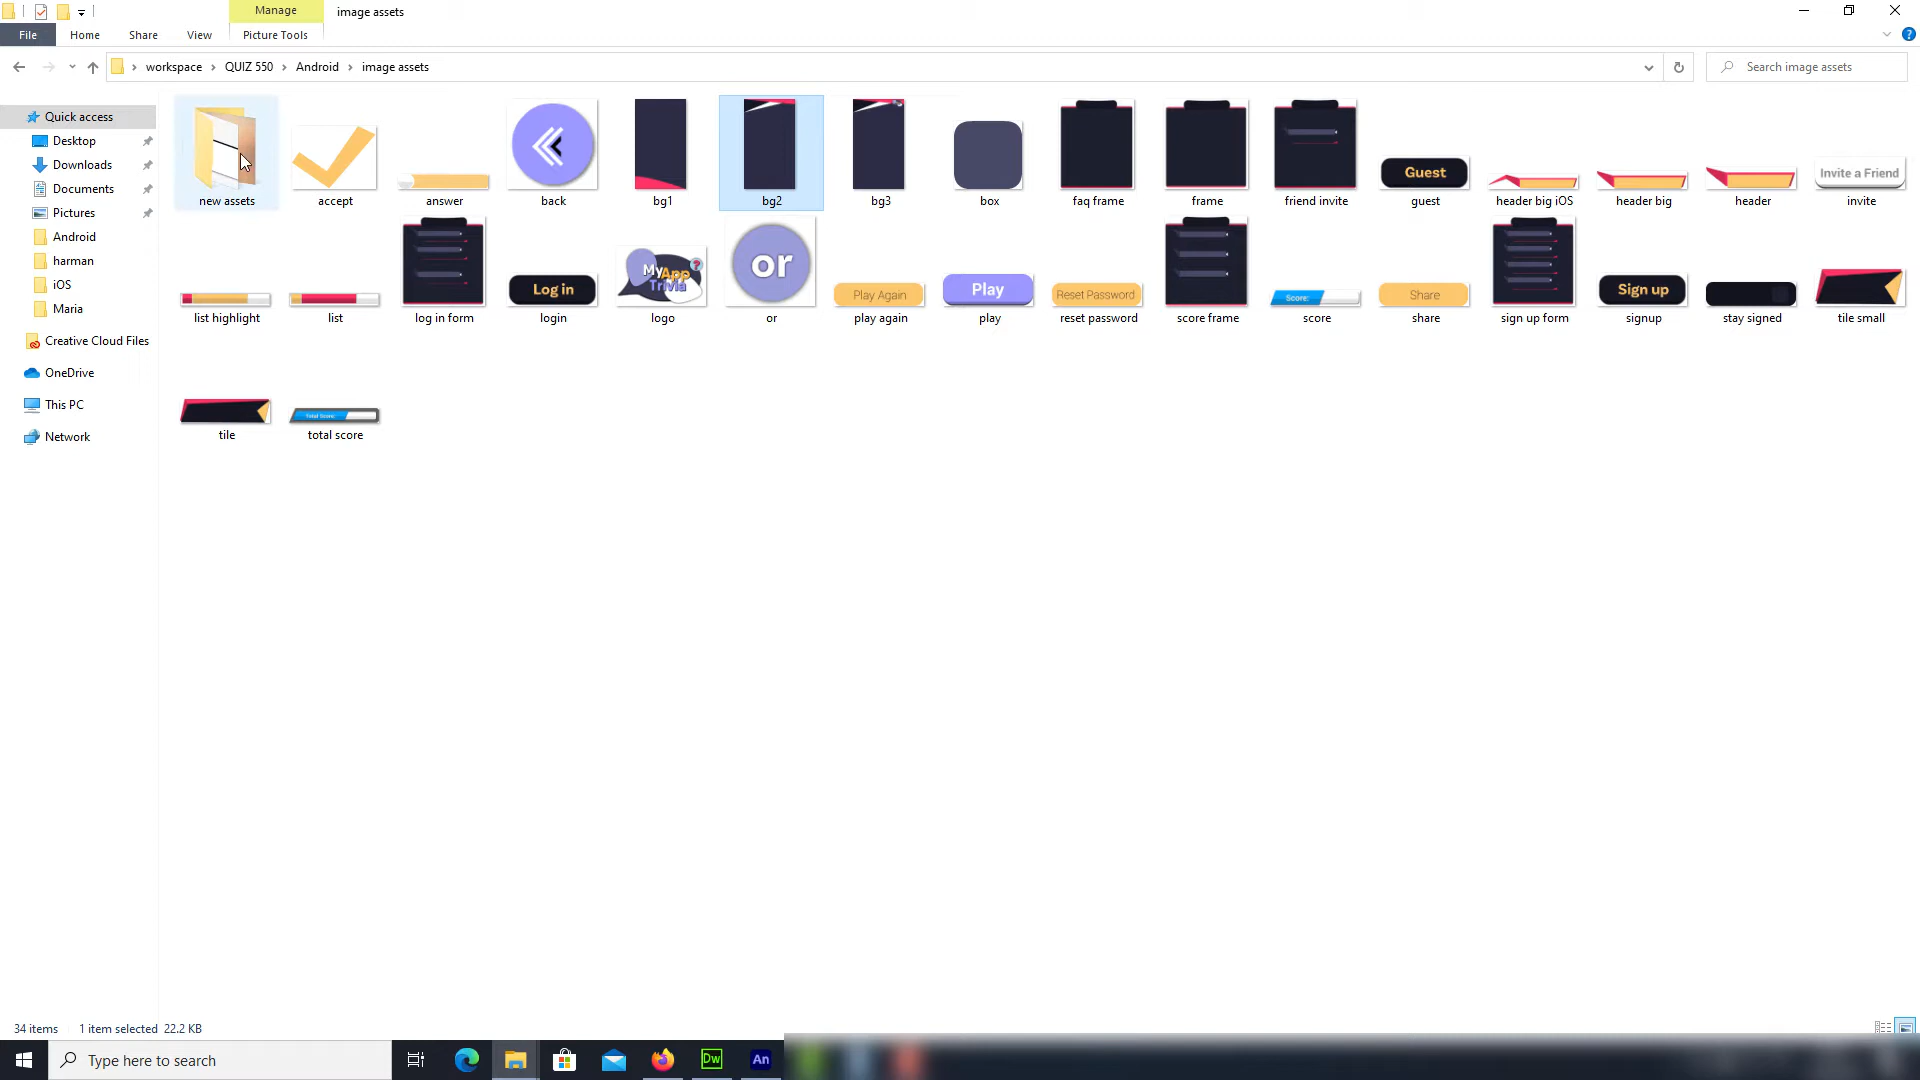 Manage
image assets
File
Home
Share
View
Picture Tools
workspace
QUIZ 550
Android
image assets
Search image assets
Quick access
Desktop
Downloads
Documents
Pictures
Android
harman
iOS
Maria
Creative Cloud Files
OneDrive
This PC
Network
Guest
Invite a Friend
new assets
accept
answer
back
bg1
bg2
bg3
box
faq frame
frame
friend invite
guest
header big iOS
header big
header
invite
Log in
MyApp
Trivia
?
or
Play Again
Play
Reset Password
Score:
Share
Sign up
list highlight
list
log in form
login
logo
or
play again
play
reset password
score frame
score
share
sign up form
signup
stay signed
tile small
Total Score:
tile
total score
34 items
1 item selected
22.2 KB
Type here to search
Dw
An